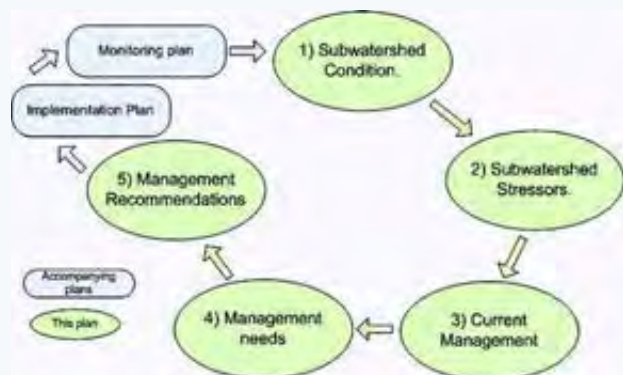 Monitoring plan
1) Subwatershed
Condition.
Implementation Plan
2) Subwatershed
Stressors.
5) Management
Recommendations
Accompanying
plans
This plan
4) Management
needs
3) Current
Management